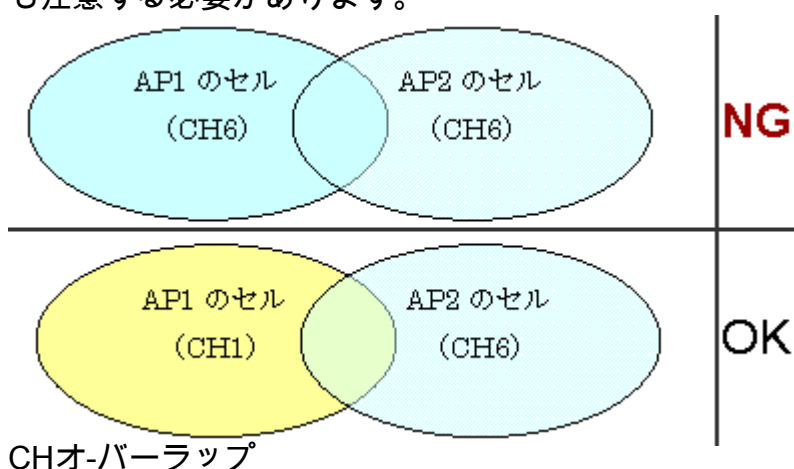 も注意する必要があります。
AP1 のセル
(CH6)
AP2 のセル
(CH6)
NG
AP1 のセル
(CH1)
AP2 のセル
(CH6)
OK
CHオ-バーラップ